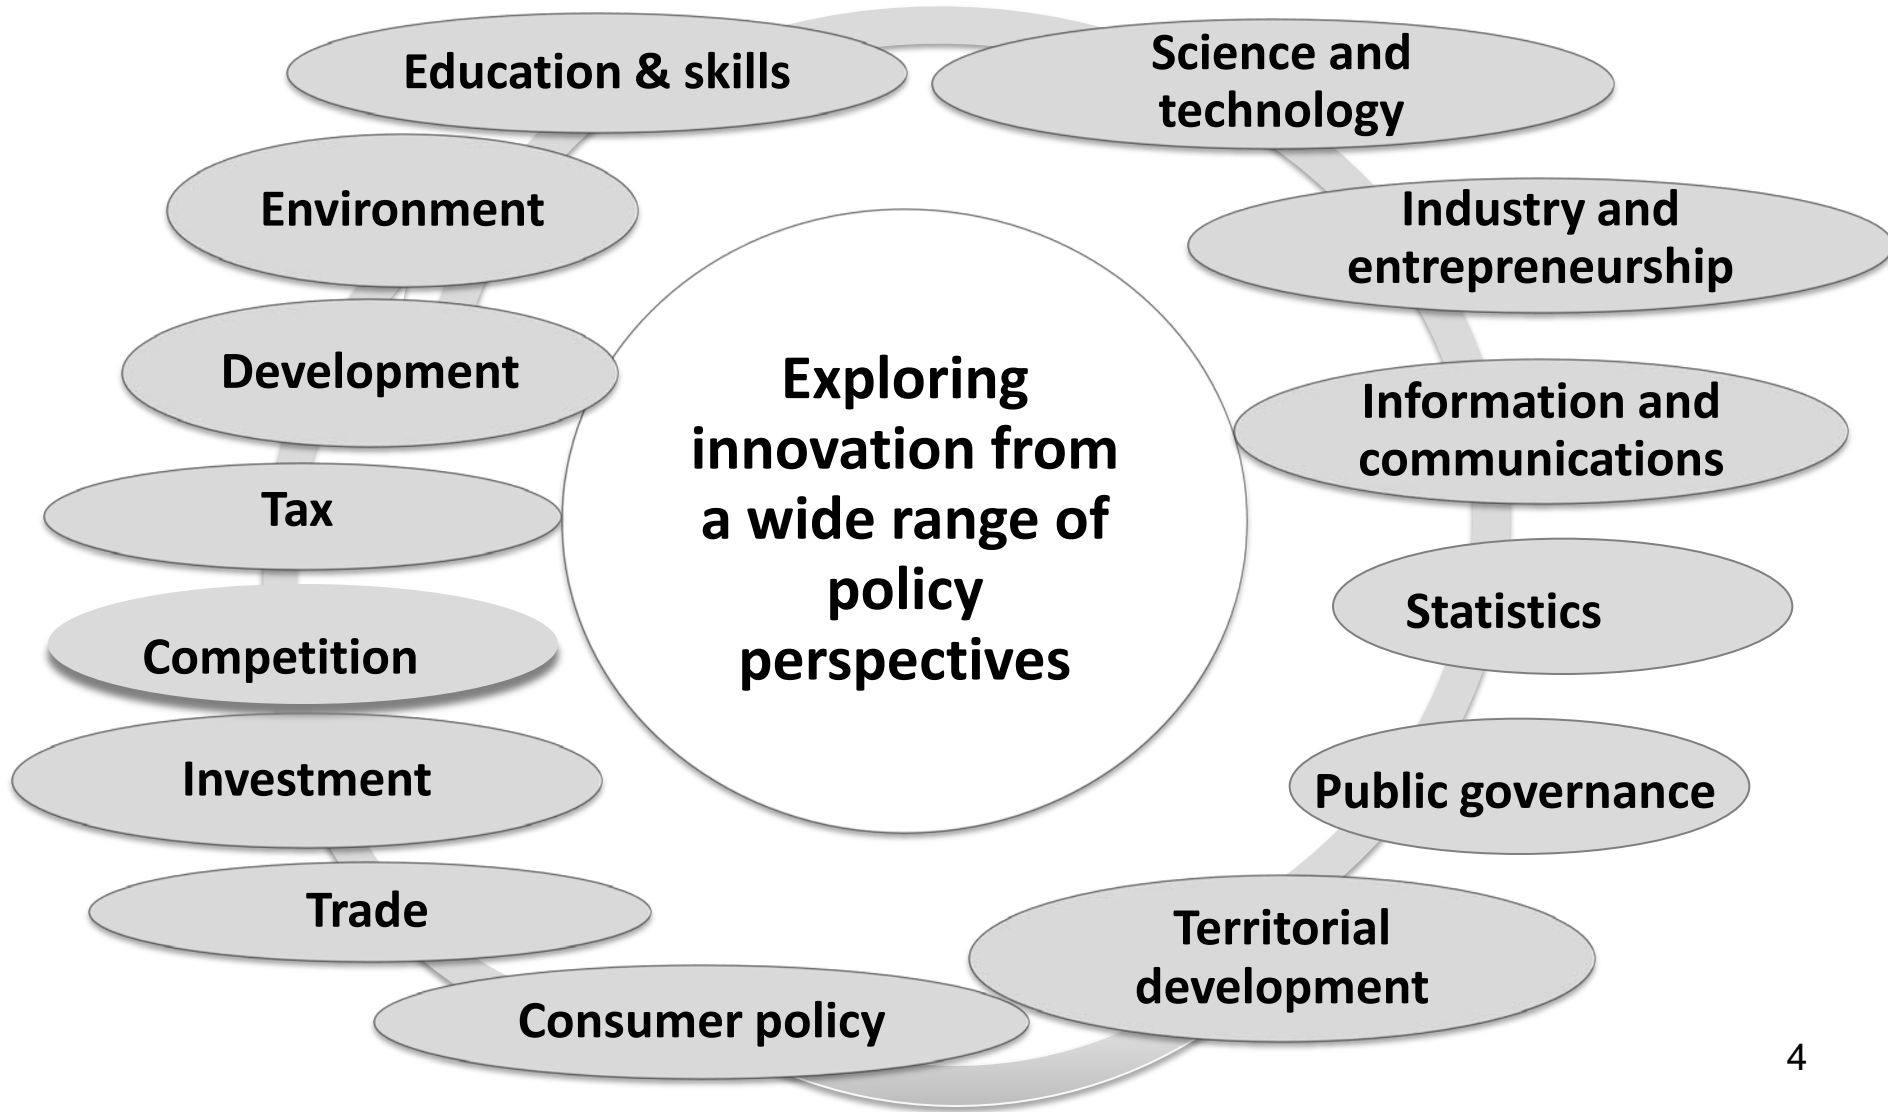 Education & skills
Science and
technology
Environment
Industry and
entrepreneurship
Development
Information and
communications
Exploring
innovation from
a wide range of
policy
perspectives
Tax
Statistics
Competition
Investment
Public governance
Trade
Territorial
development
Consumer policy
4